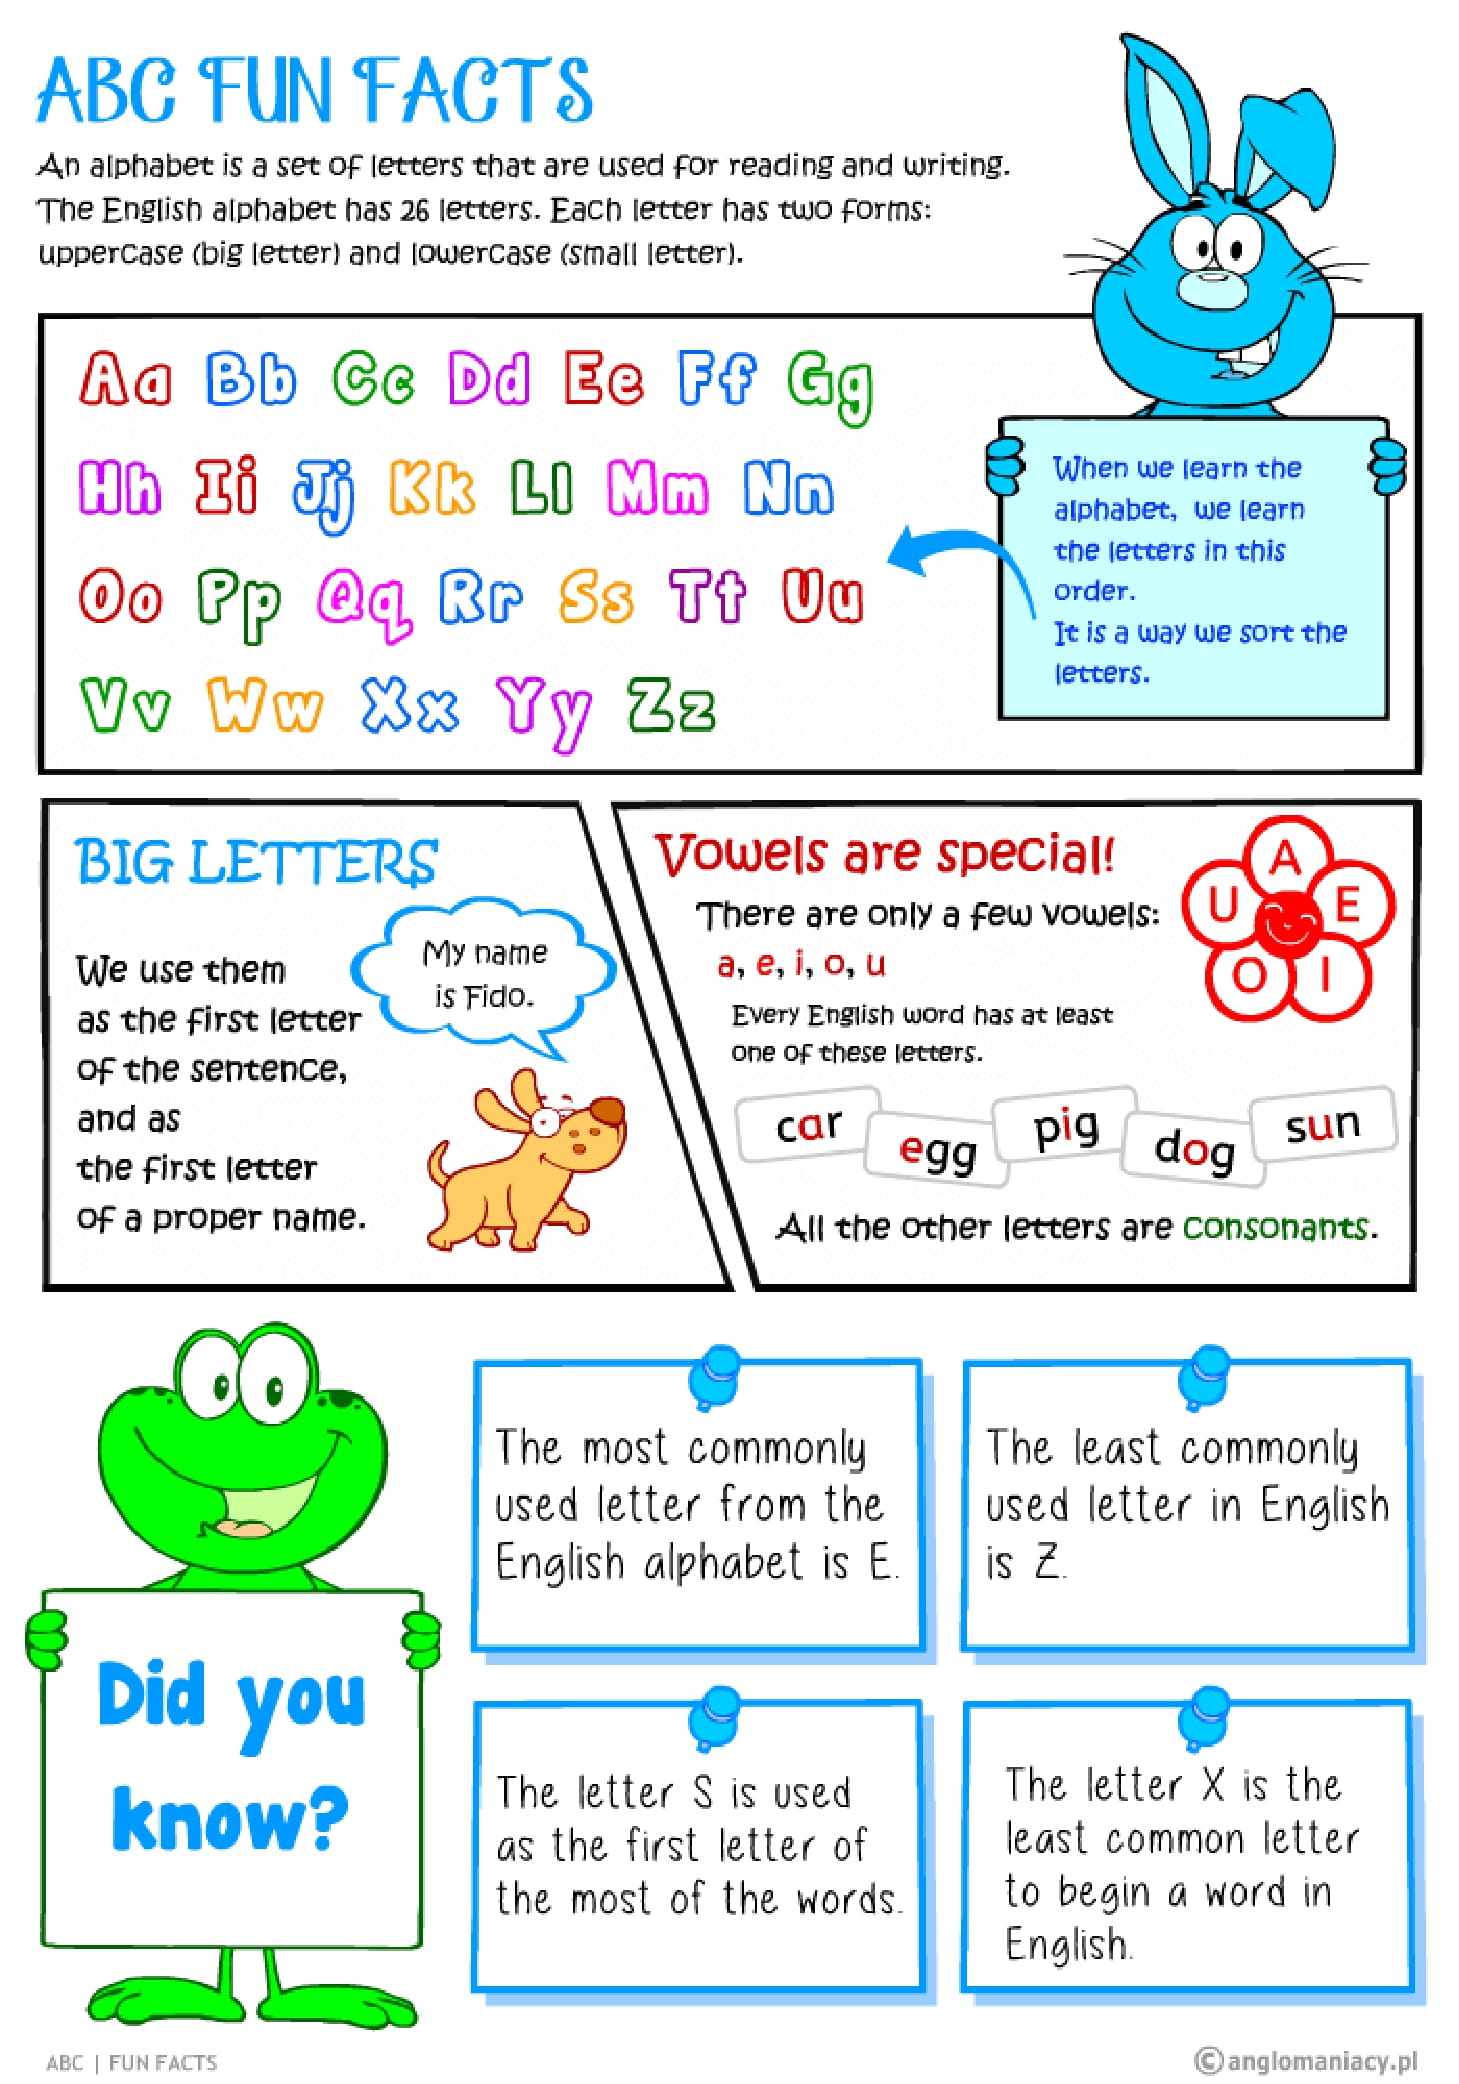 ABC FUN FACTS
An alphabet is a set of letters that are used for reading and writing.
The English alphabet has 26 letters. Each letter has two forms:
uppercase (big letter) and lowercase (small letter).
Aa Bb Cc Dd Ee Ff Gg
Hh Ii Jj Kk Ll Mm Nn
Oo Pp Qq Rr Ss Tt Uu
Vv Ww Xx Yy Zz
When we learn the
alphabet, we learn
the letters in this
order.
It is a way we sort the
letters.
BIG LETTERS
We use them
as the first letter
of the sentence,
and as
the first letter
of a proper name.
My name
is Fido.
Vowels are special!
There are only a few vowels:
a, e, i, o, u
Every English word has at least
one of these letters.
A
E
I
O
U
car
egg
pig
dog
sun
All the other letters are consonants.
Did you
know?
The most commonly
used letter from the
English alphabet is E.
The least commonly
used letter in English
is Z.
The letter S is used
as the first letter of
the most of the words.
The letter X is the
least common letter
to begin a word in
English.
ABC | FUN FACTS
©anglomaniacy.pl